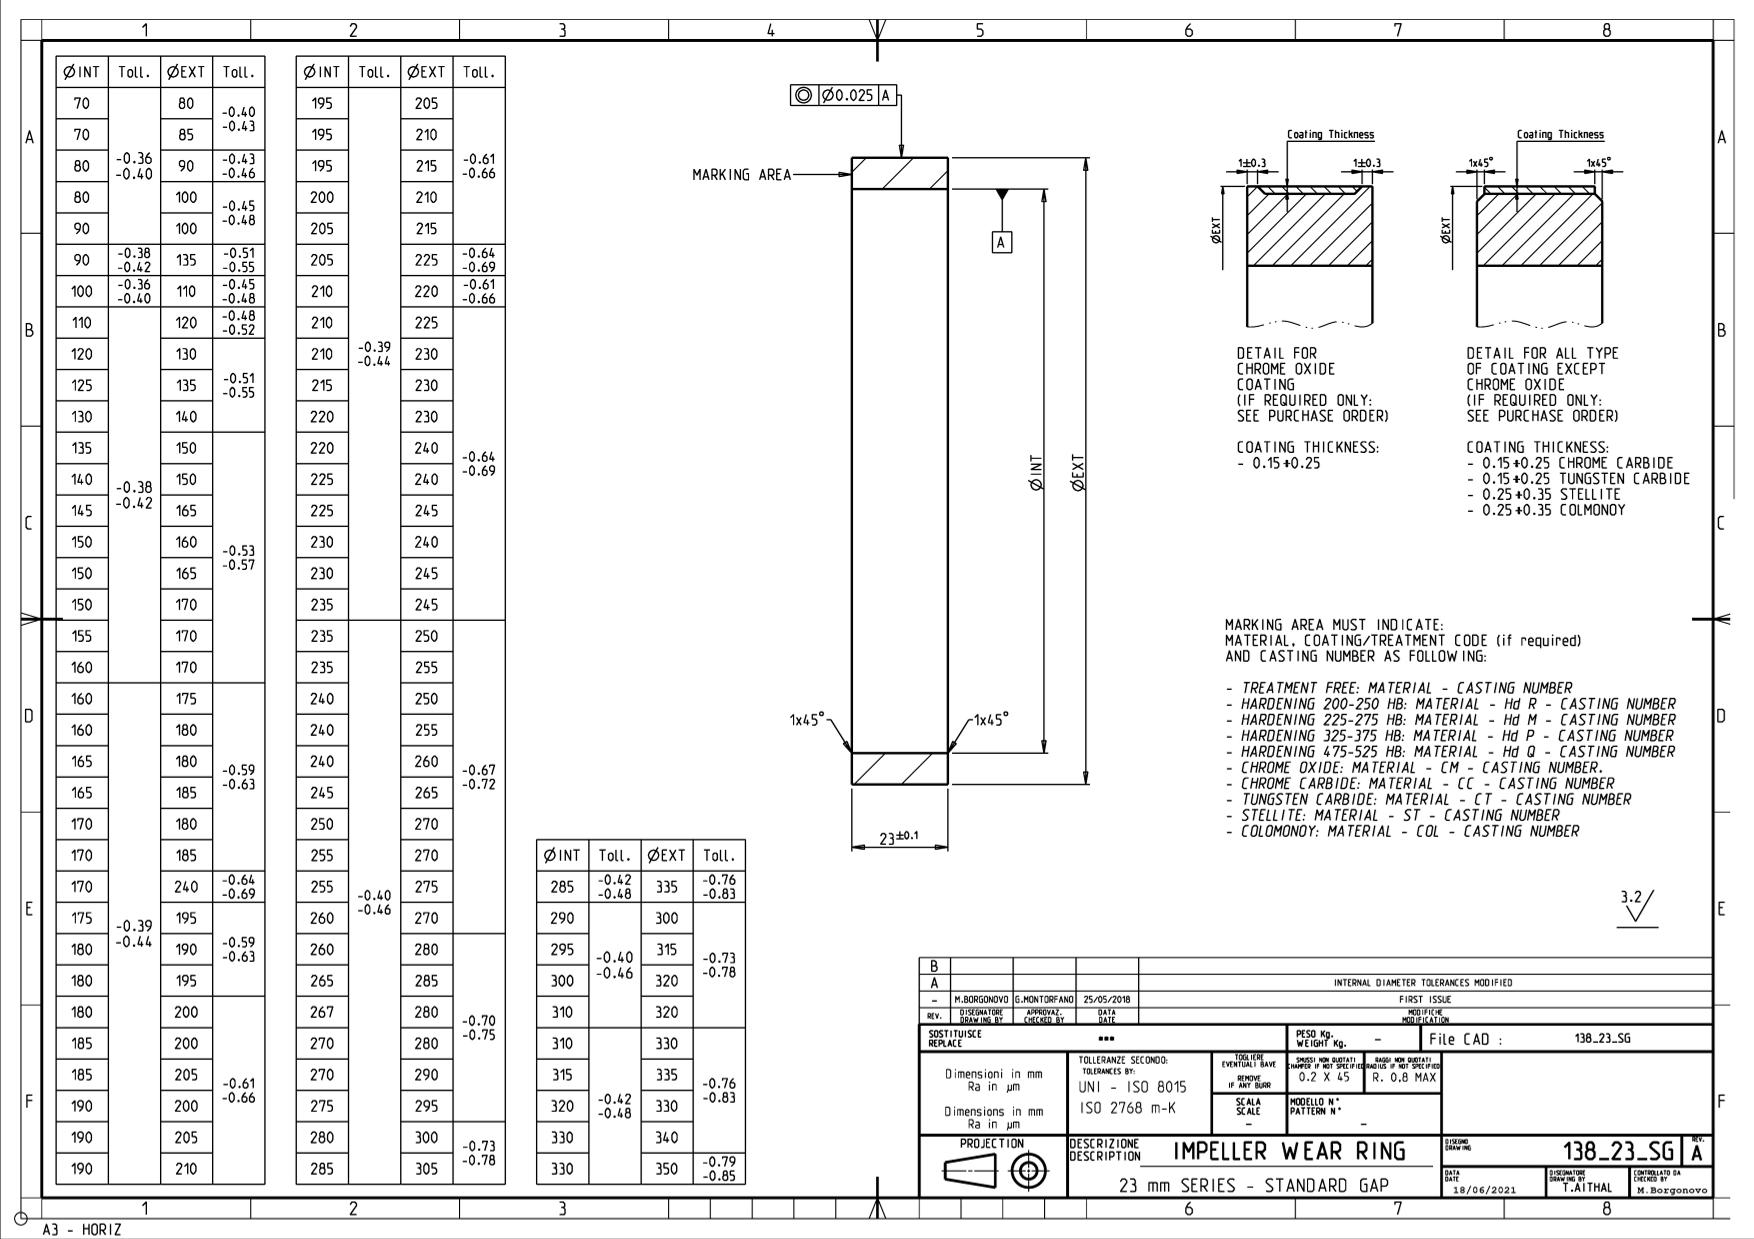 1 2 3 4 5 6 7 8
A B C D E F
ØINT Toll. ØEXT Toll.
70 80
-0.40
-0.43
70 85
80 -0.36 -0.40 90 -0.43 -0.46
80 100
-0.45
-0.48
90 100
90 -0.38 -0.42 135 -0.51 -0.55
100 -0.36 -0.40 110 -0.45 -0.48
110 120 -0.48 -0.52
120 130
125 135 -0.51 -0.55
130 140
135 150
140 150
-0.38
-0.42
145 165
150 160
-0.53
-0.57
150 165
150 170
155 170
160 170
160 175
160 180
165 180
-0.59
-0.63
165 185
170 180
170 185
170 240 -0.64 -0.69
175 195
-0.39
-0.44
180 190 -0.59 -0.63
180 195
180 200
185 200
185 205 -0.61 -0.66
190 200
190 205
190 210
ØINT Toll. ØEXT Toll.
195 205
195 210
195 215 -0.61 -0.66
200 210
205 215
205 225 -0.64 -0.69
210 220 -0.61 -0.66
210 225
210 -0.39 -0.44 230
215 230
220 230
220 240
-0.64
-0.69
225 240
225 245
230 240
230 245
235 245
235 250
235 255
240 250
240 255
240 260
-0.67
-0.72
245 265
250 270
255 270
255 275
-0.40
-0.46
260 270
260 280
265 285
267 280
-0.70
-0.75
270 280
270 290
275 295
280 300
-0.73
-0.78
285 305
ØINT Toll. ØEXT Toll.
285 -0.42 -0.48 335 -0.76 -0.83
290 300
295 315
-0.40
-0.46
-0.73
-0.78
300 320
310 320
310 330
315 335
-0.76
-0.83
320 -0.42 -0.48 330
330 340
330 350 -0.79 -0.85
Ø0.025 A
MARKING AREA
A
ØINT
ØEXT
1x45° 1x45°
23±0.1
Coating Thickness
1±0.3 1±0.3
ØEXT
DETAIL FOR
CHROME OXIDE
COATING
(IF REQUIRED ONLY:
SEE PURCHASE ORDER)
COATING THICKNESS:
- 0.15÷0.25
Coating Thickness
1x45° 1x45°
ØEXT
DETAIL FOR ALL TYPE
OF COATING EXCEPT
CHROME OXIDE
(IF REQUIRED ONLY:
SEE PURCHASE ORDER)
COATING THICKNESS:
- 0.15÷0.25 CHROME CARBIDE
- 0.15÷0.25 TUNGSTEN CARBIDE
- 0.25÷0.35 STELLITE
- 0.25÷0.35 COLMONOY
MARKING AREA MUST INDICATE:
MATERIAL, COATING/TREATMENT CODE (if required)
AND CASTING NUMBER AS FOLLOWING:
- TREATMENT FREE: MATERIAL - CASTING NUMBER
- HARDENING 200-250 HB: MATERIAL - Hd R - CASTING NUMBER
- HARDENING 225-275 HB: MATERIAL - Hd M - CASTING NUMBER
- HARDENING 325-375 HB: MATERIAL - Hd P - CASTING NUMBER
- HARDENING 475-525 HB: MATERIAL - Hd Q - CASTING NUMBER
- CHROME OXIDE: MATERIAL - CM - CASTING NUMBER.
- CHROME CARBIDE: MATERIAL - CC - CASTING NUMBER
- TUNGSTEN CARBIDE: MATERIAL - CT - CASTING NUMBER
- STELLITE: MATERIAL - ST - CASTING NUMBER
- COLOMONOY: MATERIAL - COL - CASTING NUMBER
3.2
B
A INTERNAL DIAMETER TOLERANCES MODIFIED
- M.BORGONOVO G.MONTORFANO 25/05/2018 FIRST ISSUE
REV. DISEGNATORE DRAWING BY APPROVAZ. CHECKED BY DATA DATE MODIFICHE MODIFICATION
SOSTITUISCE
REPLACE
***
PESO Kg.
WEIGHT Kg.
-
File CAD : 138_23_SG
Dimensioni in mm
Ra in µm
Dimensions in mm
Ra in µm
TOLLERANZE SECONDO:
TOLERANCES BY:
UNI - ISO 8015
ISO 2768 m-K
TOGLIERE
EVENTUALI BAVE
REMOVE
IF ANY BURR
SMUSSI NON QUOTATI
CHAMFER IF NOT SPECIFIED
0.2 X 45
RAGGI NON QUOTATI
RADIUS IF NOT SPECIFIED
R. 0.8 MAX
SCALA
SCALE
-
MODELLO N°
PATTERN N°
-
PROJECTION
DESCRIZIONE
DESCRIPTION
IMPELLER WEAR RING
23 mm SERIES - STANDARD GAP
DISEGNO
DRAWING
138_23_SG
REV.
A
DATA
DATE
18/06/2021
DISEGNATORE
DRAWING BY
T.AITHAL
CONTROLLATO DA
CHECKED BY
M.Borgonovo
A B C D E F
1 2 3 6 7 8
A3 - HORIZ